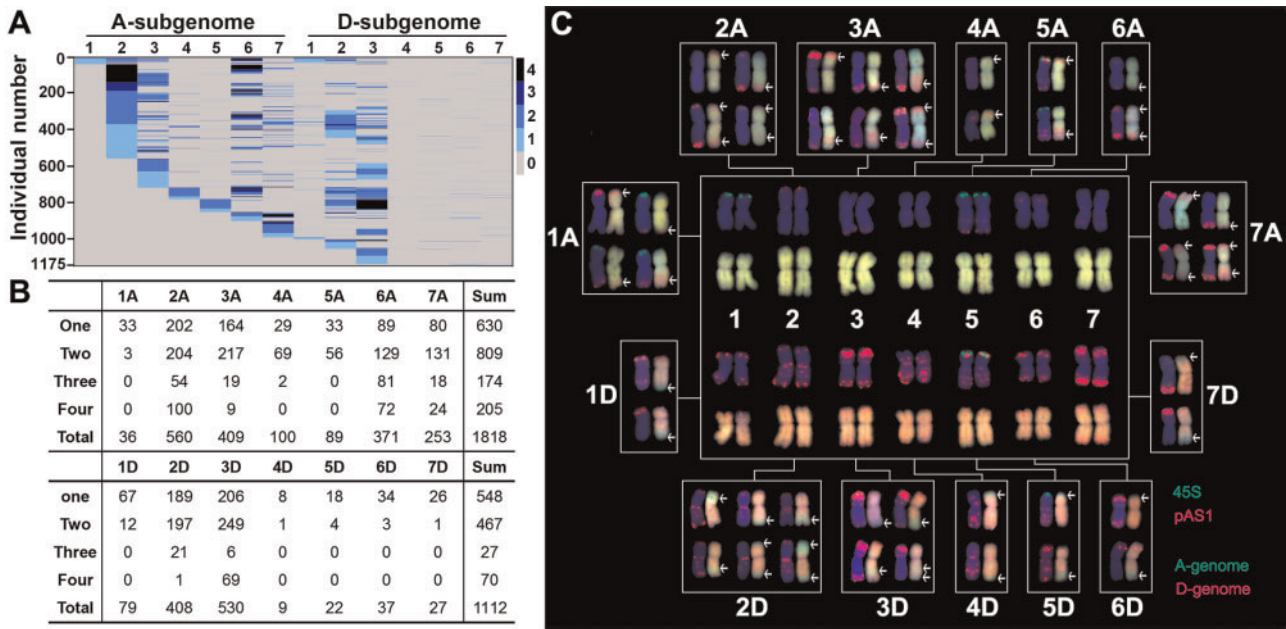 A
A-subgenome D-subgenome
1 2 3 4 5 6 7 1 2 3 4 5 6 7
Individual number
0
200
400
600
800
1000
1175
4
3
2
1
0
B
1A 2A 3A 4A 5A 6A 7A Sum
One 33 202 164 29 33 89 80 630
Two 3 204 217 69 56 129 131 809
Three 0 54 19 2 0 81 18 174
Four 0 100 9 0 0 72 24 205
Total 36 560 409 100 89 371 253 1818
1D 2D 3D 4D 5D 6D 7D Sum
one 67 189 206 8 18 34 26 548
Two 12 197 249 1 4 3 1 467
Three 0 21 6 0 0 0 0 27
Four 0 1 69 0 0 0 0 70
Total 79 408 530 9 22 37 27 1112
C
2A 3A 4A 5A 6A
1A 7A
1 2 3 4 5 6 7
1D 7D
45S
pAS1
A-genome
D-genome
2D 3D 4D 5D 6D